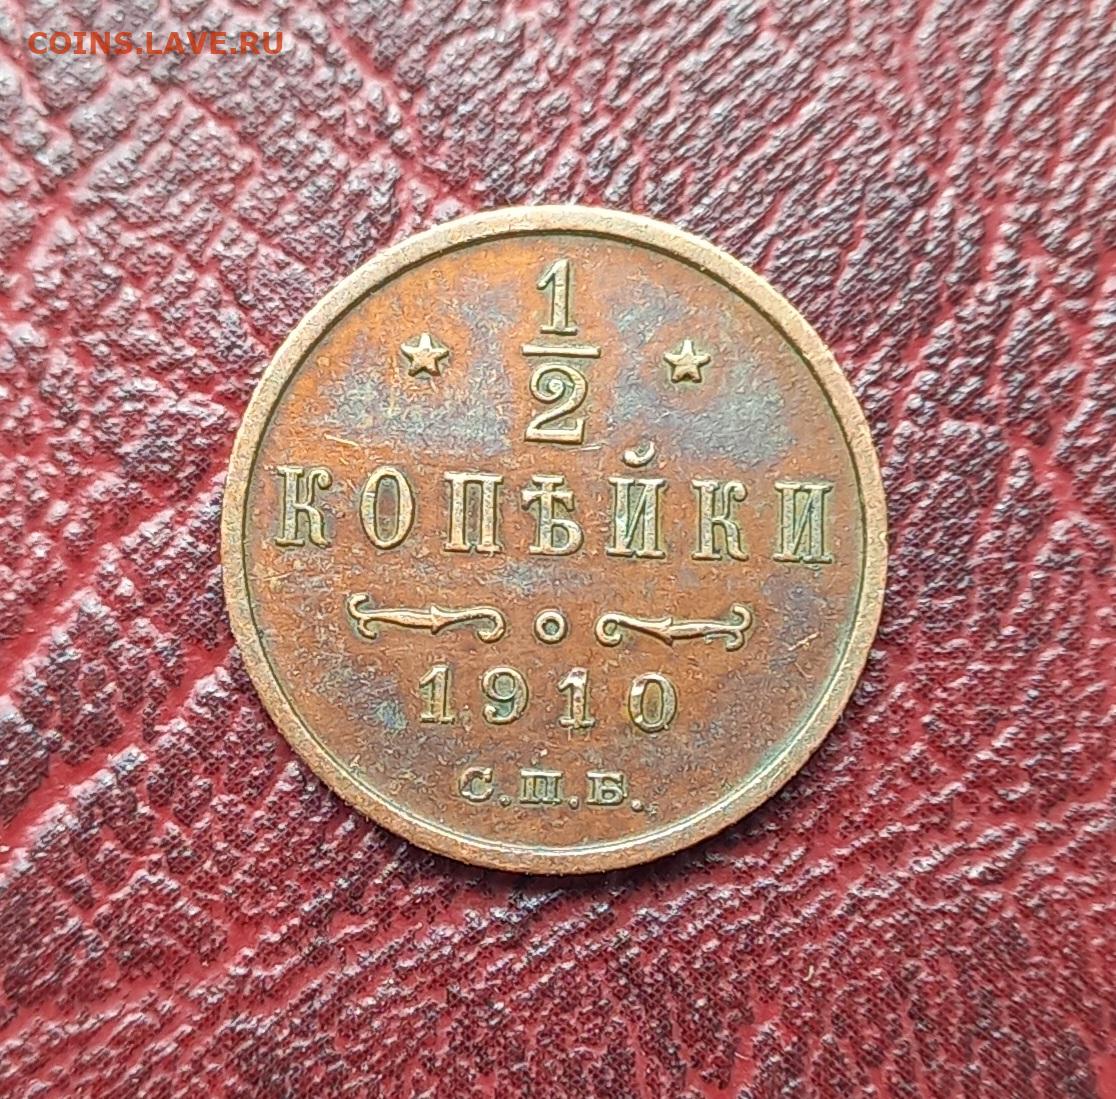 COINS.LAVE.RU
1/2
КОПѢЙКИ
1910
С.П.Б.